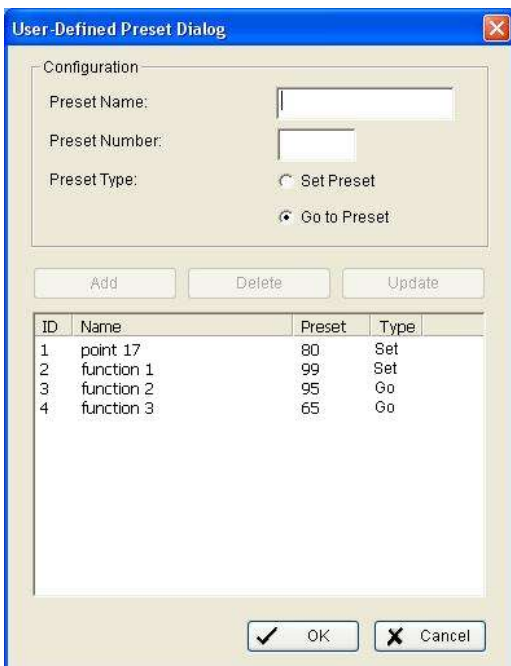 User-Defined Preset Dialog
Configuration
Preset Name:
Preset Number:
Preset Type: Set Preset
Go to Preset
Add Delete Update
ID Name Preset Type
1 point 17 80 Set
2 function 1 99 Set
3 function 2 95 Go
4 function 3 65 Go
OK Cancel